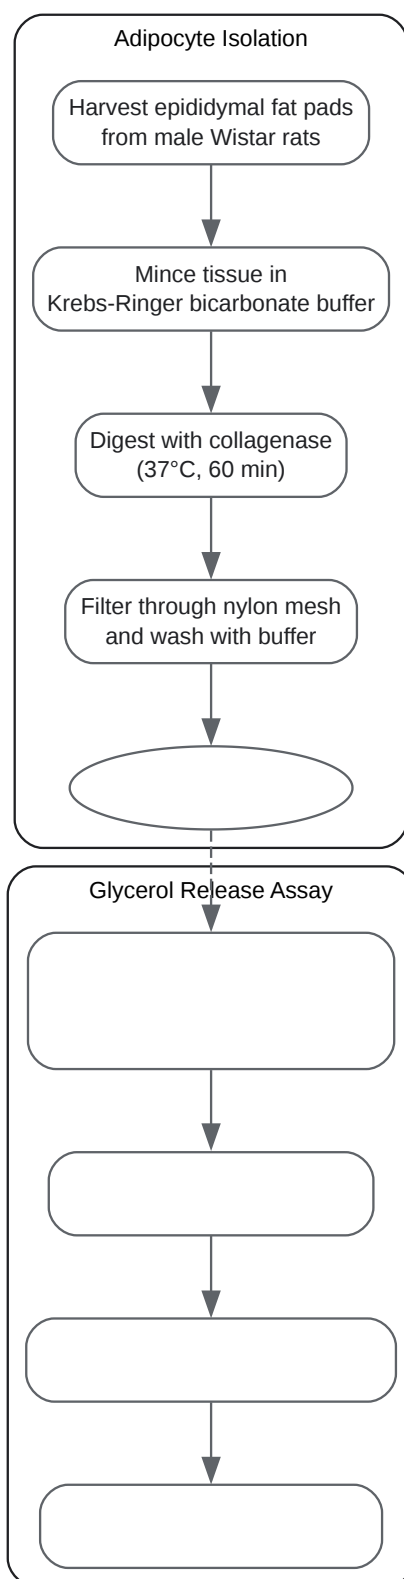 Adipocyte Isolation
Harvest epididymal fat pads
from male Wistar rats
Mince tissue in
Krebs-Ringer bicarbonate buffer
Digest with collagenase
(37°C, 60 min)
Filter through nylon mesh
and wash with buffer
Glycerol Release Assay